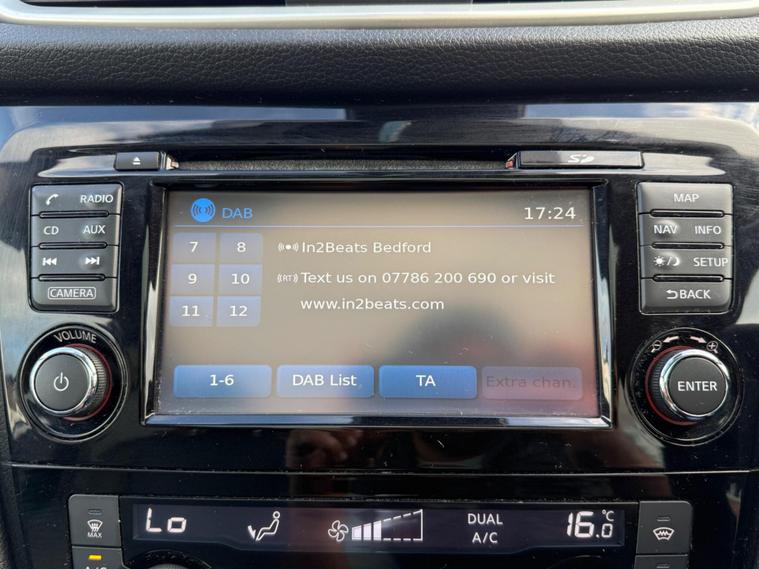 SD
RADIO
CD AUX
CAMERA
VOLUME
DAB 17:24
7 8 In2Beats Bedford
9 10 (RT) Text us on 07786 200 690 or visit
11 12 www.in2beats.com
1-6 DAB List TA Extra chan.
MAP
NAV INFO
SETUP
BACK
ENTER
MAX
A/C
Lo DUAL 16.0 °C
A/C